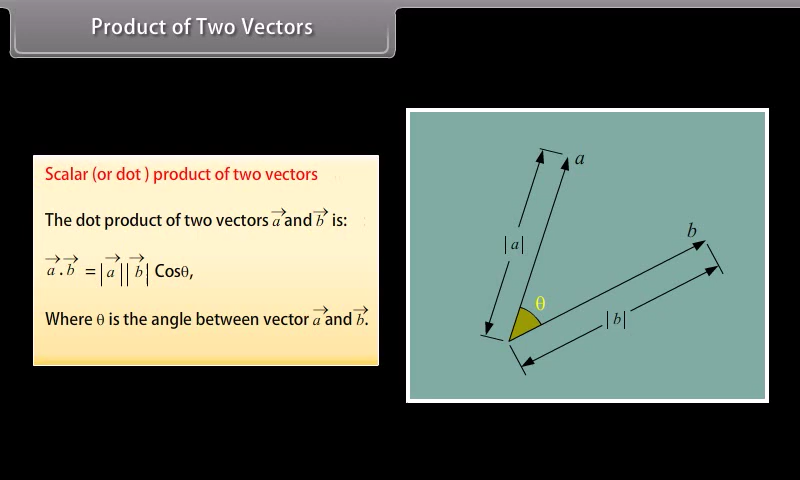 Product of Two Vectors
Scalar (or dot ) product of two vectors
The dot product of two vectors a⃗ and b⃗ is:
a⃗ . b⃗ = |a⃗| |b⃗| Cosθ,
Where θ is the angle between vector a⃗ and b⃗.
a
|a|
b
θ
|b|